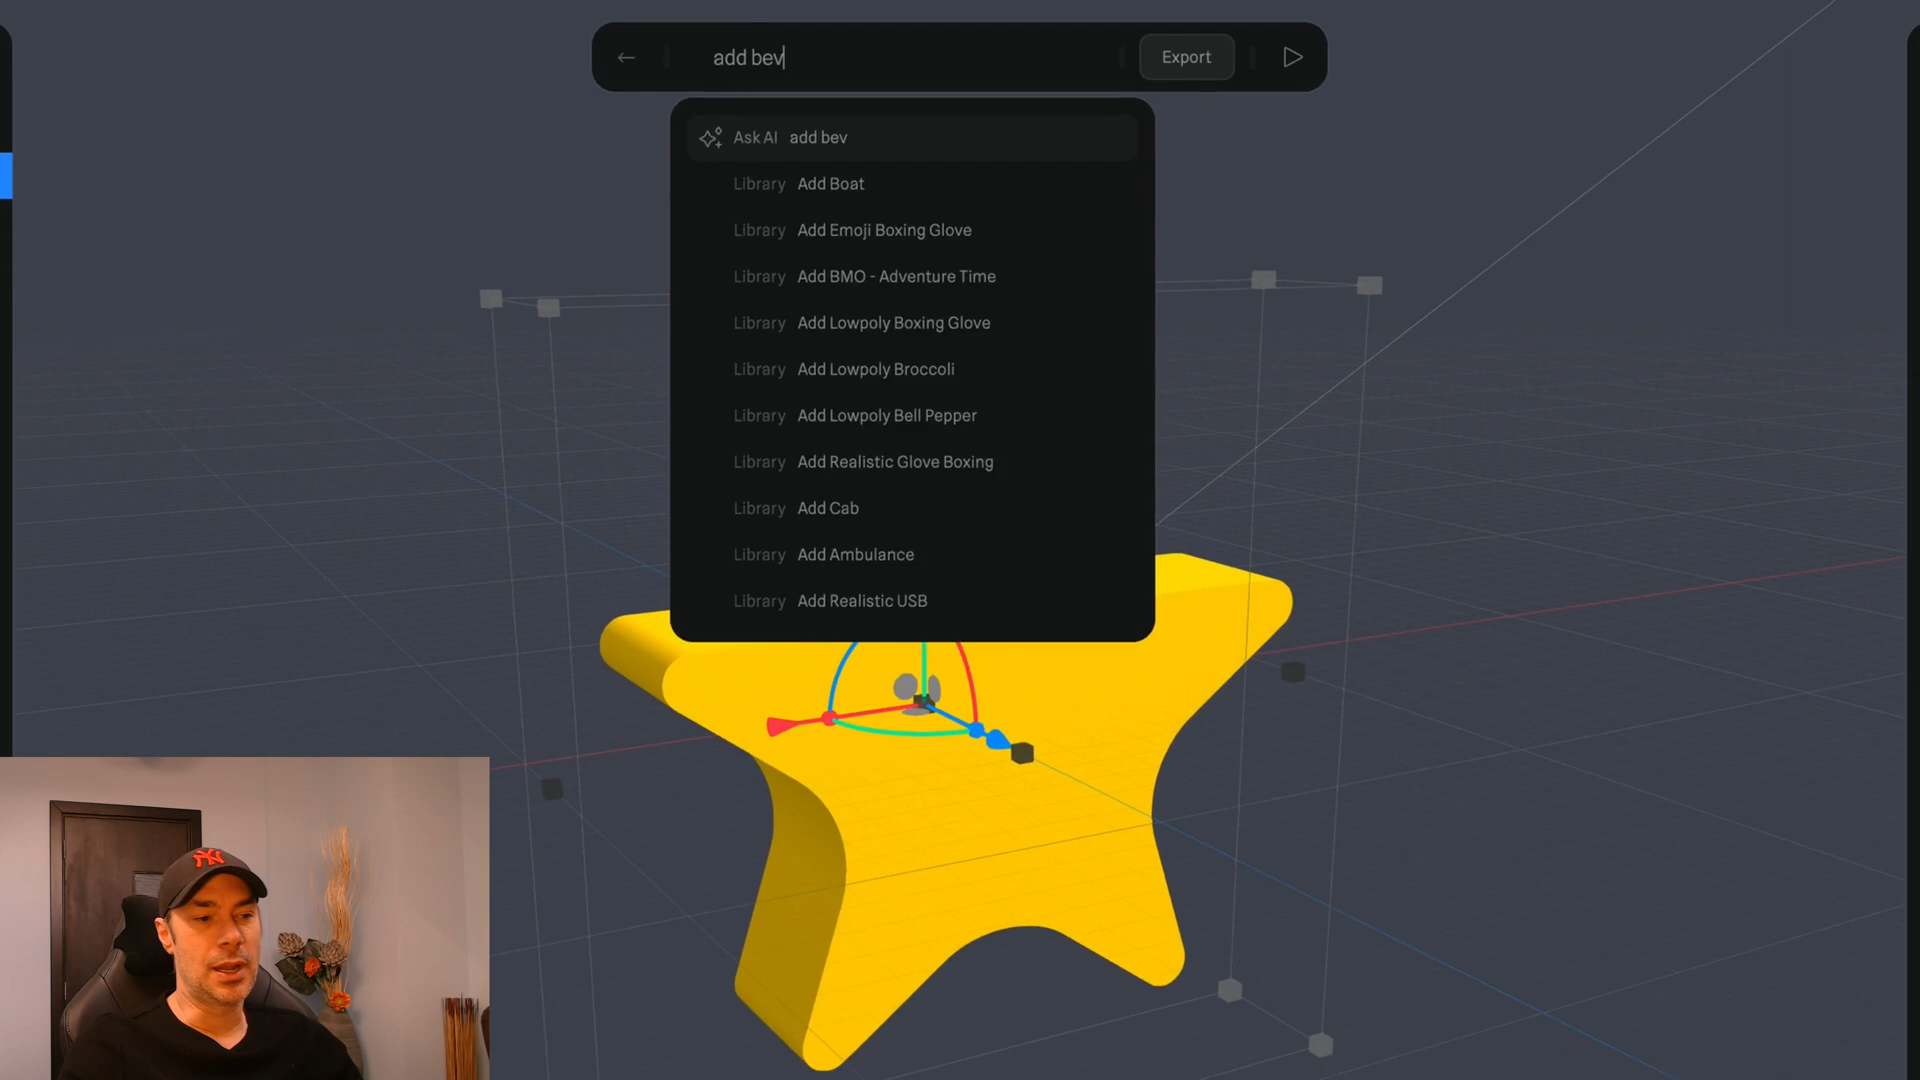 add bev
Export
Ask AI add bev
Library Add Boat
Library Add Emoji Boxing Glove
Library Add BMO - Adventure Time
Library Add Lowpoly Boxing Glove
Library Add Lowpoly Broccoli
Library Add Lowpoly Bell Pepper
Library Add Realistic Glove Boxing
Library Add Cab
Library Add Ambulance
Library Add Realistic USB
NY